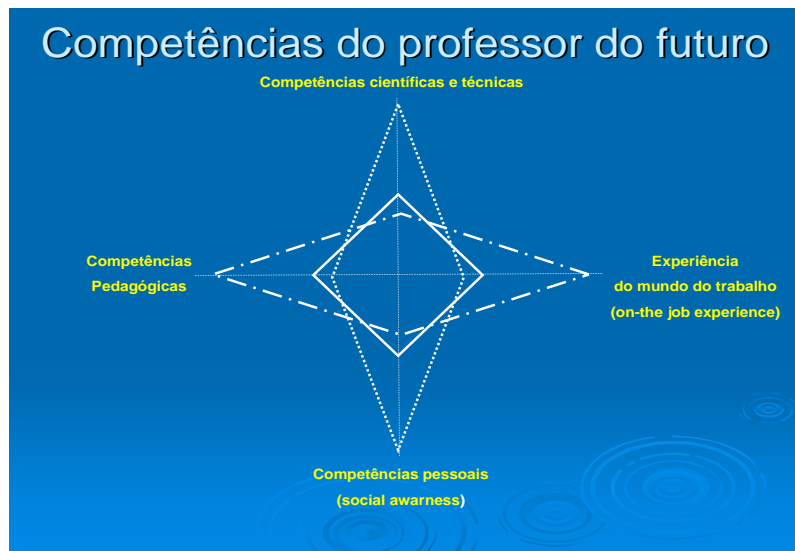 Competências do professor do futuro
Competências científicas e técnicas
Competências
Pedagógicas
Experiência
do mundo do trabalho
(on-the job experience)
Competências pessoais
(social awarness)